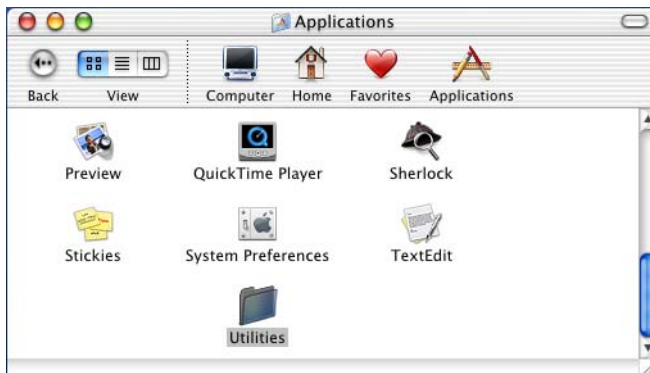 Applications
Back View Computer Home Favorites Applications
Preview QuickTime Player Sherlock
Stickies System Preferences TextEdit
Utilities